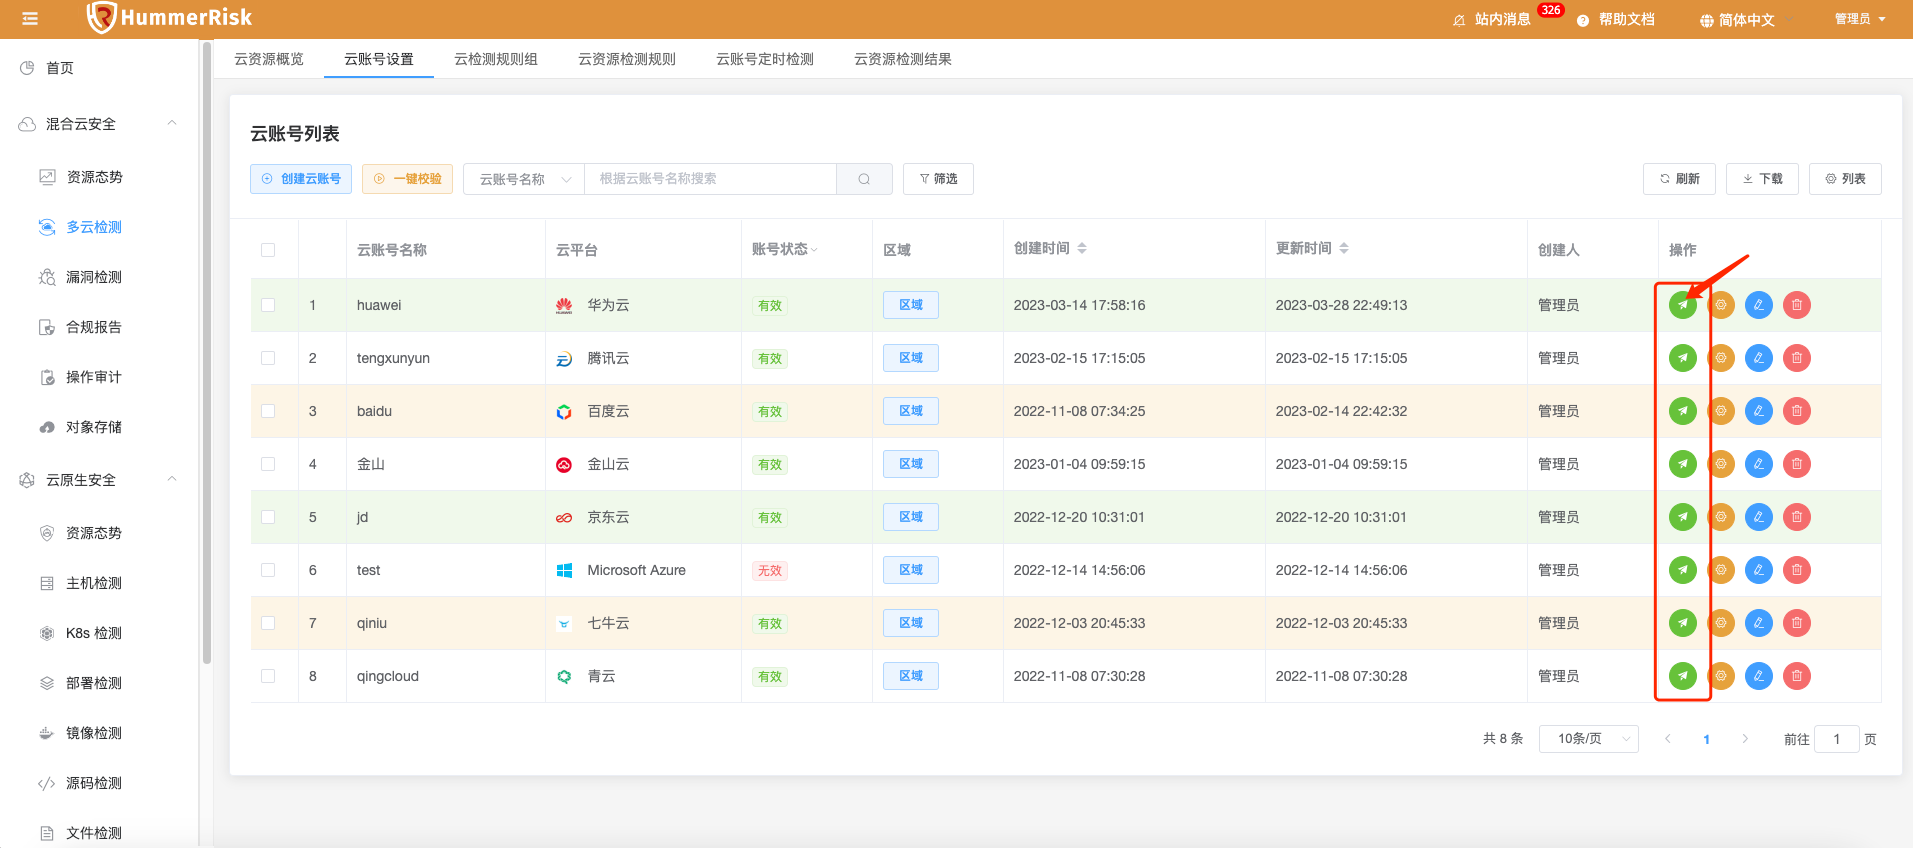 HummerRisk
站内消息 326 帮助文档 简体中文 管理员
首页
混合云安全
资源态势
多云检测
漏洞检测
合规报告
操作审计
对象存储
云原生安全
资源态势
主机检测
K8s 检测
部署检测
镜像检测
源码检测
文件检测
云资源概览 云账号设置 云检测规则组 云资源检测规则 云账号定时检测 云资源检测结果
云账号列表
创建云账号 一键校验 云账号名称 根据云账号名称搜索 筛选 刷新 下载 列表
云账号名称 云平台 账号状态 区域 创建时间 更新时间 创建人 操作
1 huawei 华为云 有效 区域 2023-03-14 17:58:16 2023-03-28 22:49:13 管理员
2 tengxunyun 腾讯云 有效 区域 2023-02-15 17:15:05 2023-02-15 17:15:05 管理员
3 baidu 百度云 有效 区域 2022-11-08 07:34:25 2023-02-14 22:42:32 管理员
4 金山 金山云 有效 区域 2023-01-04 09:59:15 2023-01-04 09:59:15 管理员
5 jd 京东云 有效 区域 2022-12-20 10:31:01 2022-12-20 10:31:01 管理员
6 test Microsoft Azure 无效 区域 2022-12-14 14:56:06 2022-12-14 14:56:06 管理员
7 qiniu 七牛云 有效 区域 2022-12-03 20:45:33 2022-12-03 20:45:33 管理员
8 qingcloud 青云 有效 区域 2022-11-08 07:30:28 2022-11-08 07:30:28 管理员
共 8 条 10条/页 1 前往 1 页